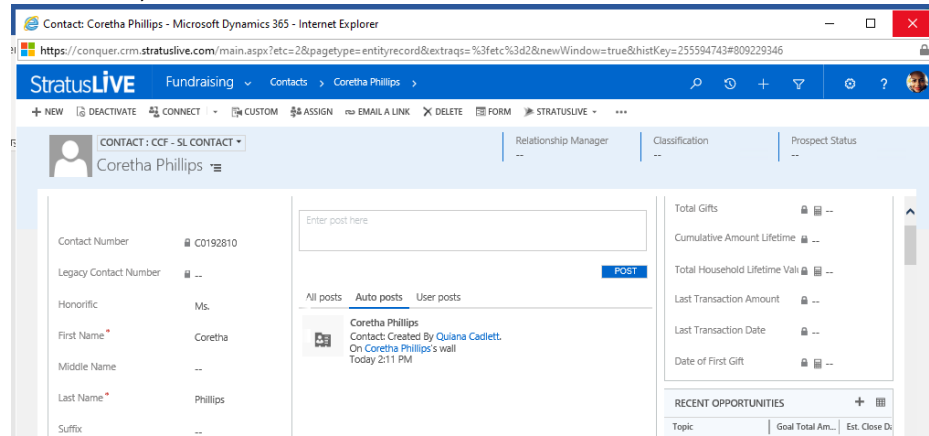 Contact: Coretha Phillips - Microsoft Dynamics 365 - Internet Explorer
https://conquer.crm.stratuslive.com/main.aspx?etc=2&pagetype=entityrecord&extraqs=%3fetc%3d2&newWindow=true&histKey=255594743#809229346
StratusLIVE Fundraising Contacts > Coretha Phillips > + ?
+ NEW DEACTIVATE CONNECT CUSTOM ASSIGN EMAIL A LINK DELETE FORM STRATUSLIVE ...
CONTACT : CCF - SL CONTACT
Coretha Phillips
Relationship Manager
--
Classification
--
Prospect Status
--
Contact Number C0192810
Legacy Contact Number --
Honorific Ms.
First Name* Coretha
Middle Name --
Last Name* Phillips
Suffix --
Enter post here
POST
All posts Auto posts User posts
Coretha Phillips
Contact: Created By Quiana Cadlett.
On Coretha Phillips's wall
Today 2:11 PM
Total Gifts --
Cumulative Amount Lifetime --
Total Household Lifetime Valu --
Last Transaction Amount --
Last Transaction Date --
Date of First Gift --
RECENT OPPORTUNITIES +
Topic Goal Total Am... Est. Close Da